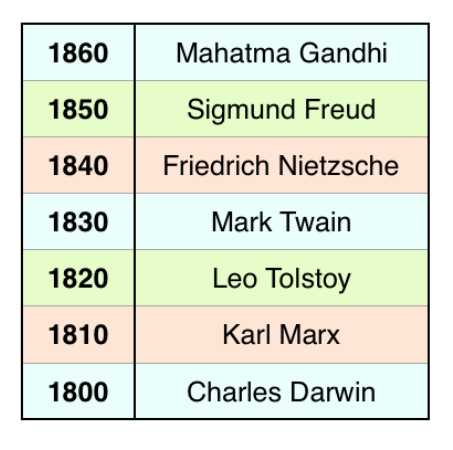 1860 Mahatma Gandhi
1850 Sigmund Freud
1840 Friedrich Nietzsche
1830 Mark Twain
1820 Leo Tolstoy
1810 Karl Marx
1800 Charles Darwin